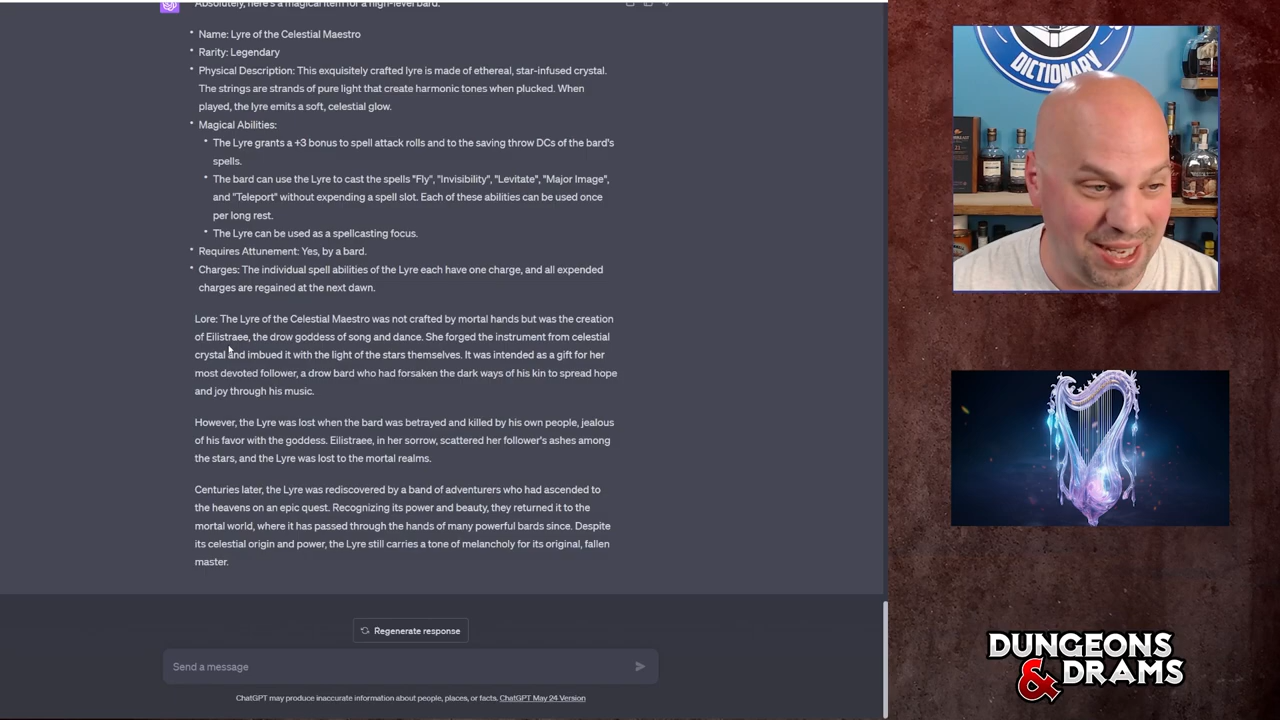 Absolutely, here's a magical item for a high-level bard.
• Name: Lyre of the Celestial Maestro
• Rarity: Legendary
• Physical Description: This exquisitely crafted lyre is made of ethereal, star-infused crystal.
The strings are strands of pure light that create harmonic tones when plucked. When
played, the lyre emits a soft, celestial glow.
• Magical Abilities:
• The Lyre grants a +3 bonus to spell attack rolls and to the saving throw DCs of the bard's
spells.
• The bard can use the Lyre to cast the spells "Fly", "Invisibility", "Levitate", "Major Image",
and "Teleport" without expending a spell slot. Each of these abilities can be used once
per long rest.
• The Lyre can be used as a spellcasting focus.
• Requires Attunement: Yes, by a bard.
• Charges: The individual spell abilities of the Lyre each have one charge, and all expended
charges are regained at the next dawn.
Lore: The Lyre of the Celestial Maestro was not crafted by mortal hands but was the creation
of Eilistraee, the drow goddess of song and dance. She forged the instrument from celestial
crystal and imbued it with the light of the stars themselves. It was intended as a gift for her
most devoted follower, a drow bard who had forsaken the dark ways of his kin to spread hope
and joy through his music.
However, the Lyre was lost when the bard was betrayed and killed by his own people, jealous
of his favor with the goddess. Eilistraee, in her sorrow, scattered her follower's ashes among
the stars, and the Lyre was lost to the mortal realms.
Centuries later, the Lyre was rediscovered by a band of adventurers who had ascended to
the heavens on an epic quest. Recognizing its power and beauty, they returned it to the
mortal world, where it has passed through the hands of many powerful bards since. Despite
its celestial origin and power, the Lyre still carries a tone of melancholy for its original, fallen
master.
Regenerate response
Send a message
ChatGPT may produce inaccurate information about people, places, or facts. ChatGPT May 24 Version
DICTIONARY
DUNGEONS
& DRAMS